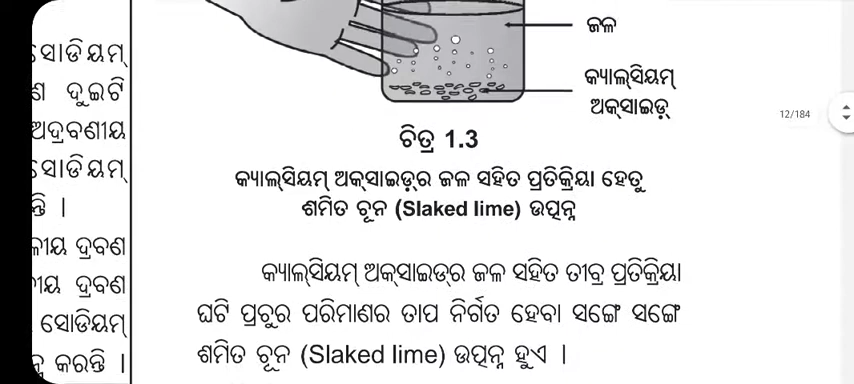 ସୋଡିୟମ୍
ଣ ଦୁଇଟି
ଅଦ୍ରବଣୀୟ
ସୋଡିୟମ୍
ନ୍ତି ।
ଳୀୟ ଦ୍ରବଣ
ୀୟ ଦ୍ରବଣ
ସୋଡିୟମ୍
କରନ୍ତି ।
ଜଳ
କ୍ୟାଲ୍‌ସିୟମ୍
ଅକ୍‌ସାଇଡ଼୍
12/184
ଚିତ୍ର 1.3
କ୍ୟାଲ୍‌ସିୟମ୍ ଅକ୍‌ସାଇଡ଼୍‌ର ଜଳ ସହିତ ପ୍ରତିକ୍ରିୟା ହେତୁ
ଶମିତ ଚୂନ (Slaked lime) ଉତ୍ପନ୍ନ
କ୍ୟାଲ୍‌ସିୟମ୍ ଅକ୍‌ସାଇଡ୍‌ର ଜଳ ସହିତ ତୀବ୍ର ପ୍ରତିକ୍ରିୟା
ଘଟି ପ୍ରଚୁର ପରିମାଣର ତାପ ନିର୍ଗତ ହେବା ସଙ୍ଗେ ସଙ୍ଗେ
ଶମିତ ଚୂନ (Slaked lime) ଉତ୍ପନ୍ନ ହୁଏ ।